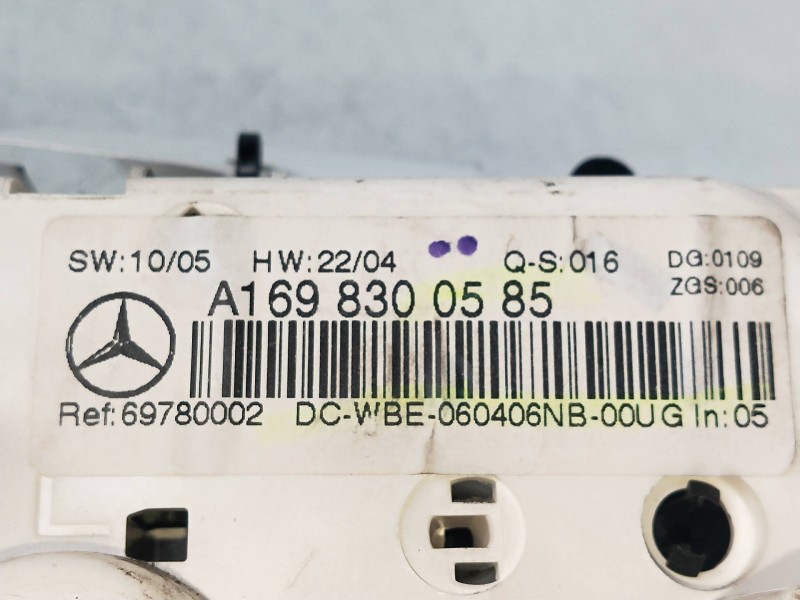 SW:10/05 HW:22/04 Q-S:016 DG:0109
ZGS:006
A169 830 05 85
Ref:69780002 DC-WBE-060406NB-00UG In:05